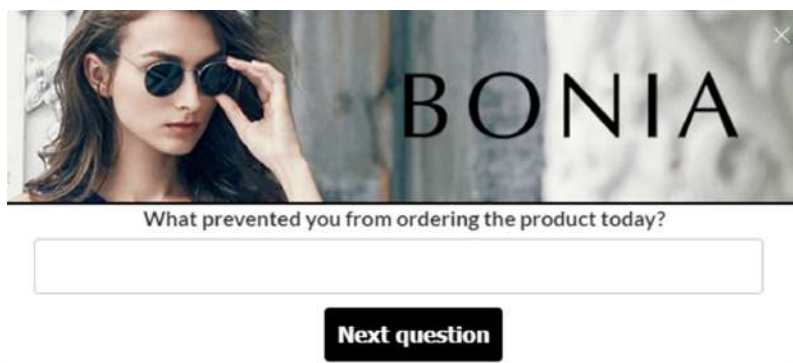 BONIA
What prevented you from ordering the product today?
Next question